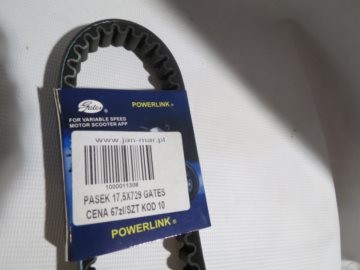 POWERLINK®
Gates
FOR VARIABLE SPEED
MOTOR SCOOTER APP
www.jan-mar.pl
1000011308
PASEK 17,5X729 GATES
CENA 67zł/SZT KOD 10
POWERLINK®